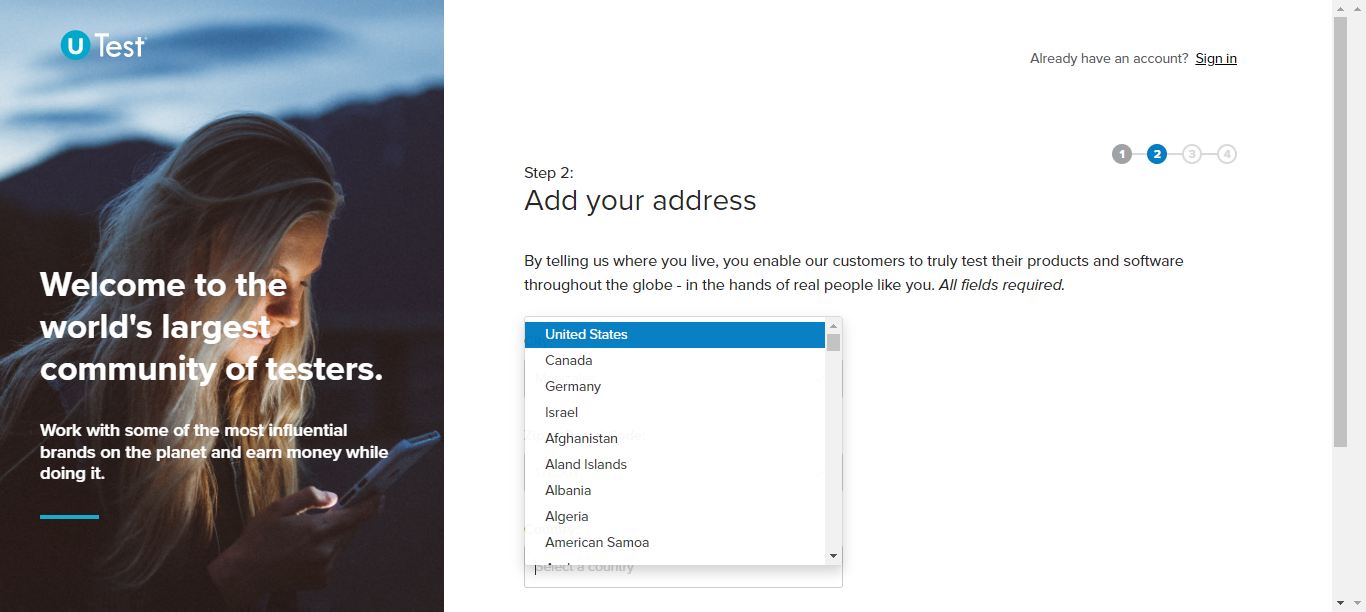 U Test
Already have an account? Sign in
1 2 3 4
Step 2:
Add your address
By telling us where you live, you enable our customers to truly test their products and software
throughout the globe - in the hands of real people like you. All fields required.
Welcome to the
world's largest
community of testers.
Work with some of the most influential
brands on the planet and earn money while
doing it.
United States
Canada
Germany
Israel
Afghanistan
Aland Islands
Albania
Algeria
American Samoa
Select a country